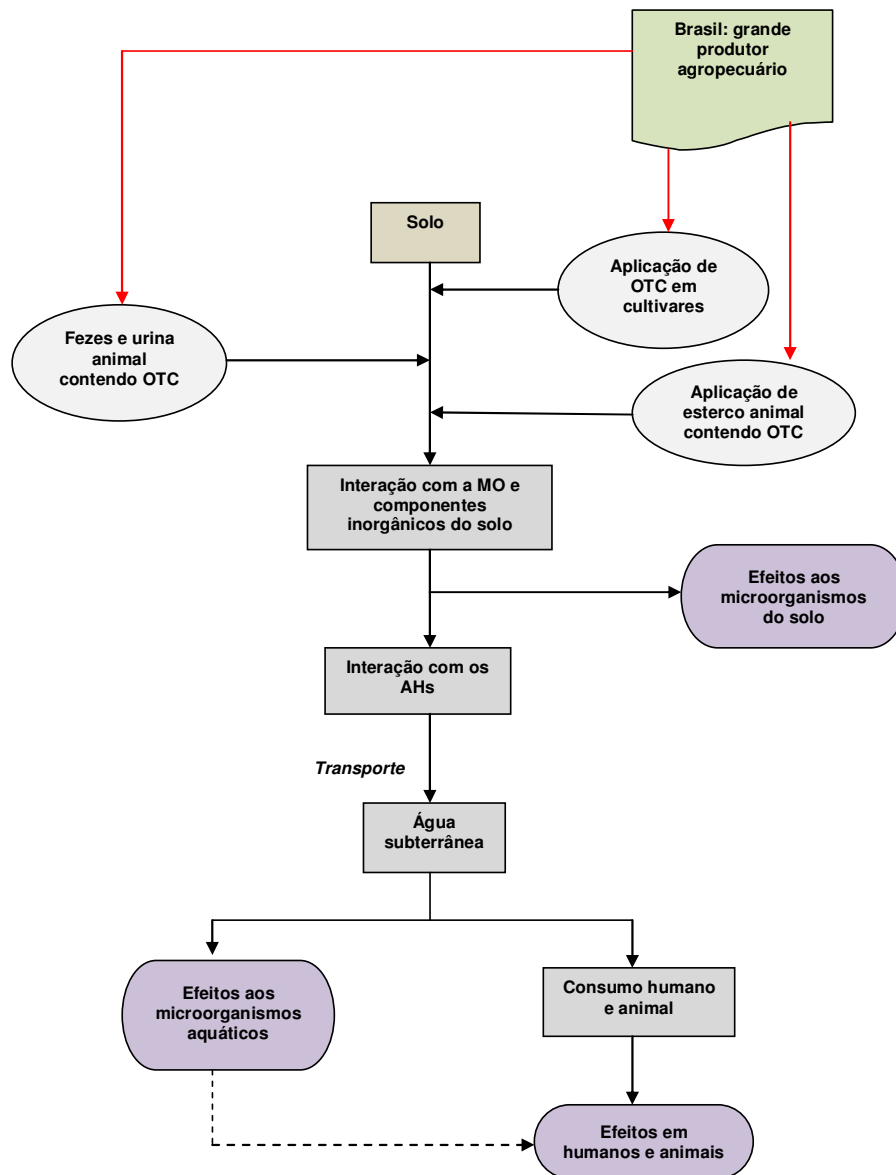 Brasil: grande
produtor
agropecuário
Solo
Aplicação de
OTC em
cultivares
Fezes e urina
animal
contendo OTC
Aplicação de
esterco animal
contendo OTC
Interação com a MO e
componentes
inorgânicos do solo
Efeitos aos
microorganismos
do solo
Interação com os
AHs
Transporte
Água
subterrânea
Efeitos aos
microorganismos
aquáticos
Consumo humano
e animal
Efeitos em
humanos e animais